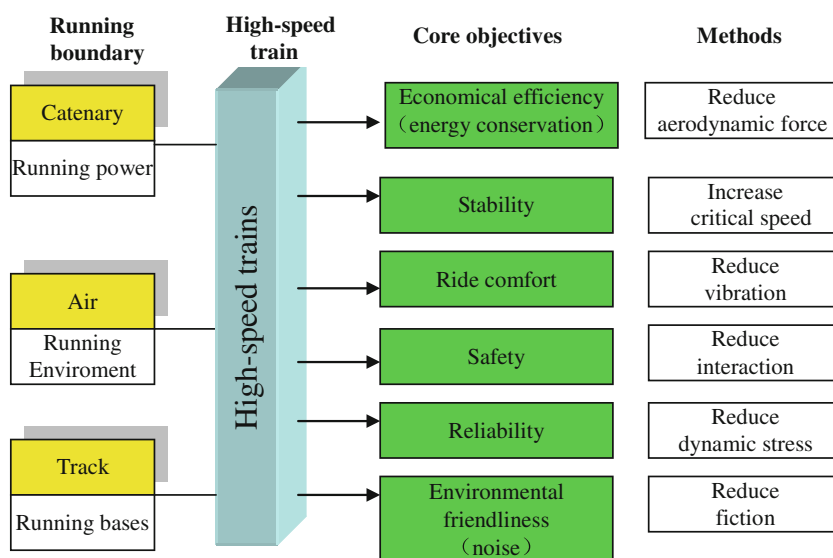 Running
boundary
High-speed
train
Core objectives
Methods
Catenary
Running power
Air
Running
Enviroment
Track
Running bases
High-speed trains
Economical efficiency
（energy conservation）
Stability
Ride comfort
Safety
Reliability
Environmental
friendliness
（noise）
Reduce
aerodynamic force
Increase
critical speed
Reduce
vibration
Reduce
interaction
Reduce
dynamic stress
Reduce
fiction